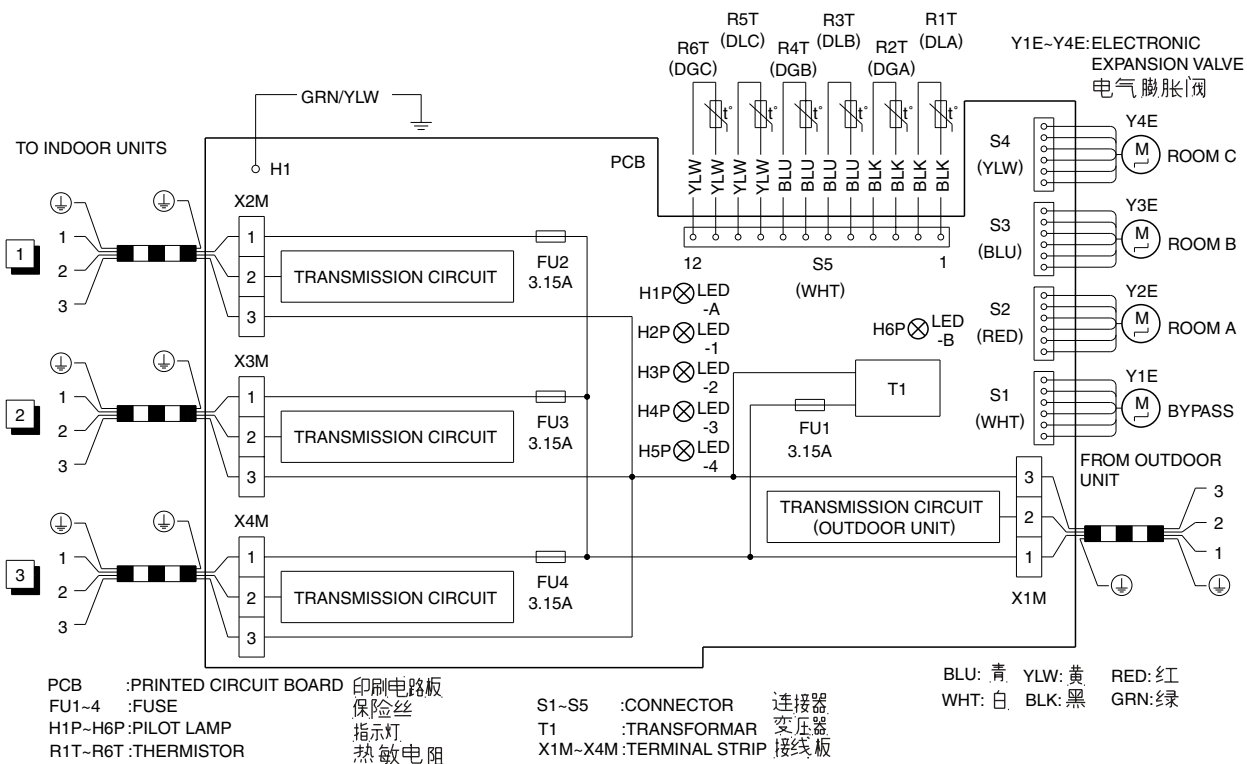 R5T
(DLC)
R3T
(DLB)
R1T
(DLA)
R6T
(DGC)
R4T
(DGB)
R2T
(DGA)
Y1E~Y4E:ELECTRONIC
EXPANSION VALVE
电气膨胀阀
GRN/YLW
t° t° t° t° t° t°
TO INDOOR UNITS
H1
PCB
YLW YLW YLW YLW BLU BLU BLU BLU BLK BLK BLK BLK
12
S5
(WHT)
1
S4
(YLW)
Y4E
M
ROOM C
S3
(BLU)
Y3E
M
ROOM B
S2
(RED)
Y2E
M
ROOM A
S1
(WHT)
Y1E
M
BYPASS
1
1
2
3
X2M
1
2
3
TRANSMISSION CIRCUIT
FU2
3.15A
2
1
2
3
X3M
1
2
3
TRANSMISSION CIRCUIT
FU3
3.15A
3
1
2
3
X4M
1
2
3
TRANSMISSION CIRCUIT
FU4
3.15A
H1P LED
-A
H2P LED
-1
H3P LED
-2
H4P LED
-3
H5P LED
-4
H6P LED
-B
T1
FU1
3.15A
TRANSMISSION CIRCUIT
(OUTDOOR UNIT)
3
2
1
X1M
FROM OUTDOOR
UNIT
3
2
1
PCB :PRINTED CIRCUIT BOARD 印刷电路板
FU1~4 :FUSE 保险丝
H1P~H6P:PILOT LAMP 指示灯
R1T~R6T:THERMISTOR 热敏电阻
S1~S5 :CONNECTOR 连接器
T1 :TRANSFORMAR 变压器
X1M~X4M:TERMINAL STRIP 接线板
BLU: 青 YLW: 黄 RED: 红
WHT: 白 BLK: 黑 GRN: 绿